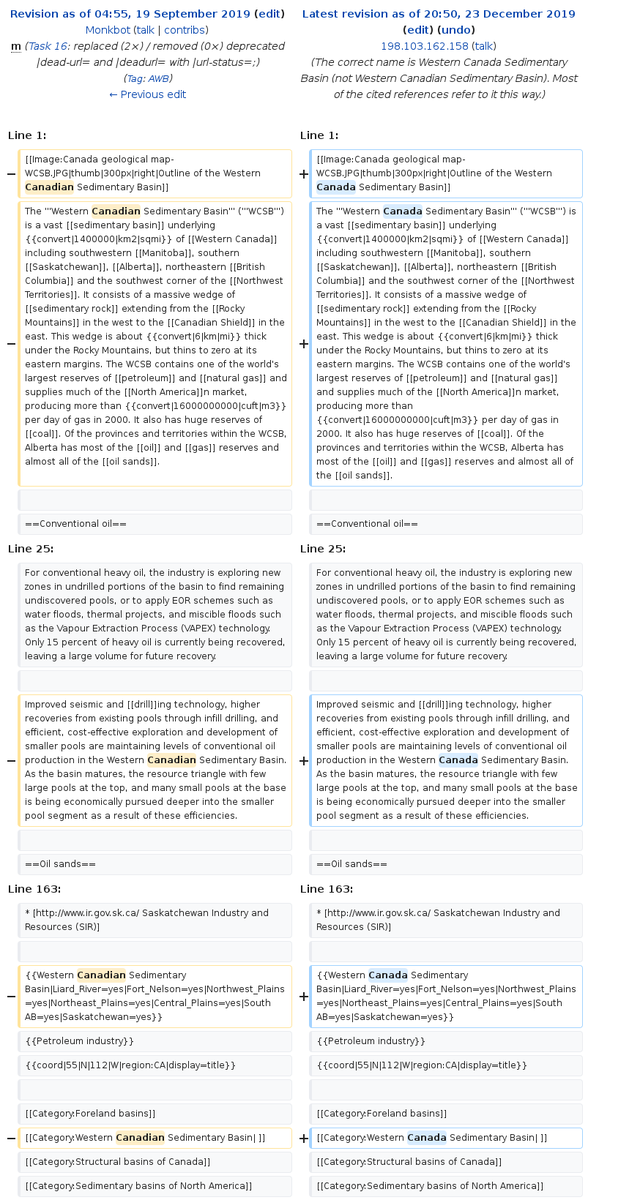 Revision as of 04:55, 19 September 2019 (edit)
Monkbot (talk | contribs)
m (Task 16: replaced (2×) / removed (0×) deprecated
|dead-url= and |deadurl= with |url-status=;)
(Tag: AWB)
← Previous edit
Latest revision as of 20:50, 23 December 2019
(edit) (undo)
198.103.162.158 (talk)
(The correct name is Western Canada Sedimentary
Basin (not Western Canadian Sedimentary Basin). Most
of the cited references refer to it this way.)
Line 1:
Line 1:
−
[[Image:Canada geological map-
WCSB.JPG|thumb|300px|right|Outline of the Western
Canadian Sedimentary Basin]]
+
[[Image:Canada geological map-
WCSB.JPG|thumb|300px|right|Outline of the Western
Canada Sedimentary Basin]]
−
The '''Western Canadian Sedimentary Basin''' ('''WCSB''') 
is a vast [[sedimentary basin]] underlying
{{convert|1400000|km2|sqmi}} of [[Western Canada]]
including southwestern [[Manitoba]], southern
[[Saskatchewan]], [[Alberta]], northeastern [[British
Columbia]] and the southwest corner of the [[Northwest
Territories]]. It consists of a massive wedge of
[[sedimentary rock]] extending from the [[Rocky
Mountains]] in the west to the [[Canadian Shield]] in the
east. This wedge is about {{convert|6|km|mi}} thick
under the Rocky Mountains, but thins to zero at its
eastern margins. The WCSB contains one of the world's
largest reserves of [[petroleum]] and [[natural gas]] and
supplies much of the [[North America]]n market,
producing more than {{convert|16000000000|cuft|m3}}
per day of gas in 2000. It also has huge reserves of
[[coal]]. Of the provinces and territories within the WCSB,
Alberta has most of the [[oil]] and [[gas]] reserves and
almost all of the [[oil sands]].
+
The '''Western Canada Sedimentary Basin''' ('''WCSB''') is
a vast [[sedimentary basin]] underlying
{{convert|1400000|km2|sqmi}} of [[Western Canada]]
including southwestern [[Manitoba]], southern
[[Saskatchewan]], [[Alberta]], northeastern [[British
Columbia]] and the southwest corner of the [[Northwest
Territories]]. It consists of a massive wedge of
[[sedimentary rock]] extending from the [[Rocky
Mountains]] in the west to the [[Canadian Shield]] in the
east. This wedge is about {{convert|6|km|mi}} thick
under the Rocky Mountains, but thins to zero at its
eastern margins. The WCSB contains one of the world's
largest reserves of [[petroleum]] and [[natural gas]] and
supplies much of the [[North America]]n market,
producing more than
{{convert|16000000000|cuft|m3}} per day of gas in
2000. It also has huge reserves of [[coal]]. Of the
provinces and territories within the WCSB, Alberta has
most of the [[oil]] and [[gas]] reserves and almost all of
the [[oil sands]].
==Conventional oil==
==Conventional oil==
Line 25:
Line 25:
For conventional heavy oil, the industry is exploring new
zones in undrilled portions of the basin to find remaining
undiscovered pools, or to apply EOR schemes such as
water floods, thermal projects, and miscible floods such
as the Vapour Extraction Process (VAPEX) technology.
Only 15 percent of heavy oil is currently being recovered,
leaving a large volume for future recovery.
For conventional heavy oil, the industry is exploring new
zones in undrilled portions of the basin to find remaining
undiscovered pools, or to apply EOR schemes such as
water floods, thermal projects, and miscible floods such
as the Vapour Extraction Process (VAPEX) technology.
Only 15 percent of heavy oil is currently being recovered,
leaving a large volume for future recovery.
−
Improved seismic and [[drill]]ing technology, higher
recoveries from existing pools through infill drilling, and
efficient, cost-effective exploration and development of
smaller pools are maintaining levels of conventional oil
production in the Western Canadian Sedimentary Basin.
As the basin matures, the resource triangle with few
large pools at the top, and many small pools at the base
is being economically pursued deeper into the smaller
pool segment as a result of these efficiencies.
+
Improved seismic and [[drill]]ing technology, higher
recoveries from existing pools through infill drilling, and
efficient, cost-effective exploration and development of
smaller pools are maintaining levels of conventional oil
production in the Western Canada Sedimentary Basin.
As the basin matures, the resource triangle with few
large pools at the top, and many small pools at the base
is being economically pursued deeper into the smaller
pool segment as a result of these efficiencies.
==Oil sands==
==Oil sands==
Line 163:
Line 163:
* [http://www.ir.gov.sk.ca/ Saskatchewan Industry and
Resources (SIR)]
* [http://www.ir.gov.sk.ca/ Saskatchewan Industry and
Resources (SIR)]
−
{{Western Canadian Sedimentary
Basin|Liard_River=yes|Fort_Nelson=yes|Northwest_Plains
=yes|Northeast_Plains=yes|Central_Plains=yes|South
AB=yes|Saskatchewan=yes}}
+
{{Western Canada Sedimentary
Basin|Liard_River=yes|Fort_Nelson=yes|Northwest_Plains
=yes|Northeast_Plains=yes|Central_Plains=yes|South
AB=yes|Saskatchewan=yes}}
{{Petroleum industry}}
{{Petroleum industry}}
{{coord|55|N|112|W|region:CA|display=title}}
{{coord|55|N|112|W|region:CA|display=title}}
[[Category:Foreland basins]]
[[Category:Foreland basins]]
−
[[Category:Western Canadian Sedimentary Basin| ]]
+
[[Category:Western Canada Sedimentary Basin| ]]
[[Category:Structural basins of Canada]]
[[Category:Structural basins of Canada]]
[[Category:Sedimentary basins of North America]]
[[Category:Sedimentary basins of North America]]